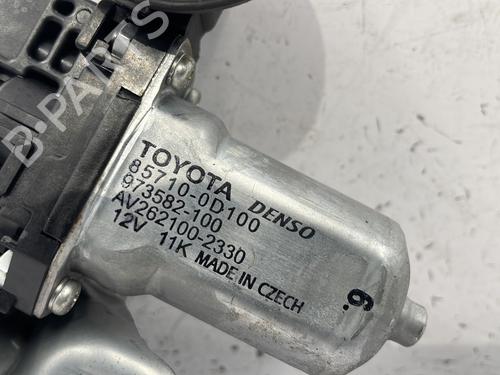 B-PARTS
TOYOTA
85710-0D100 DENSO
973582-100
AV262100-2330
12V 11K MADE IN CZECH
6.